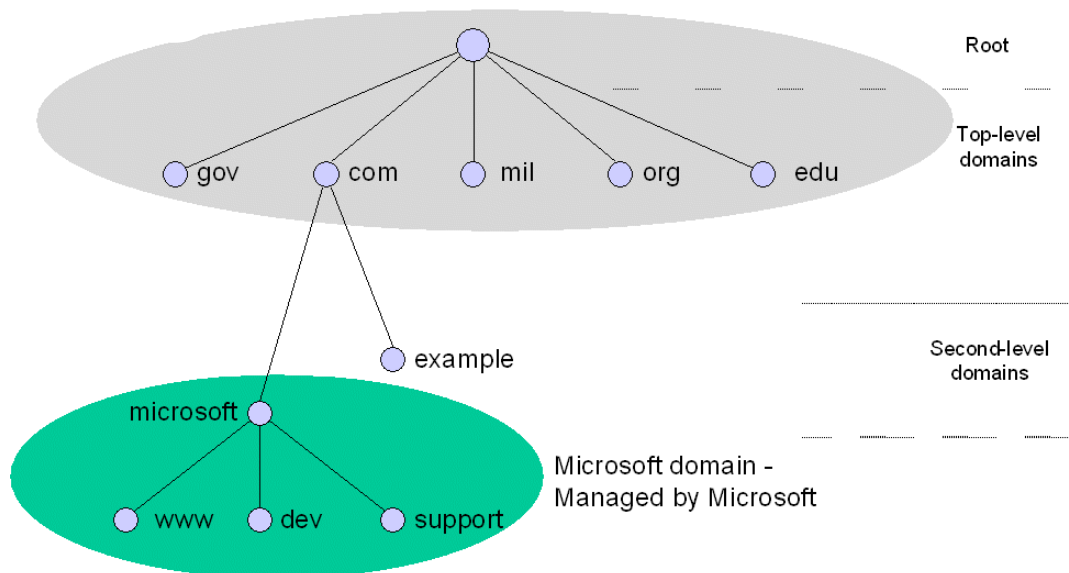 Root
Top-level
domains
gov
com
mil
org
edu
example
Second-level
domains
microsoft
Microsoft domain -
Managed by Microsoft
www
dev
support